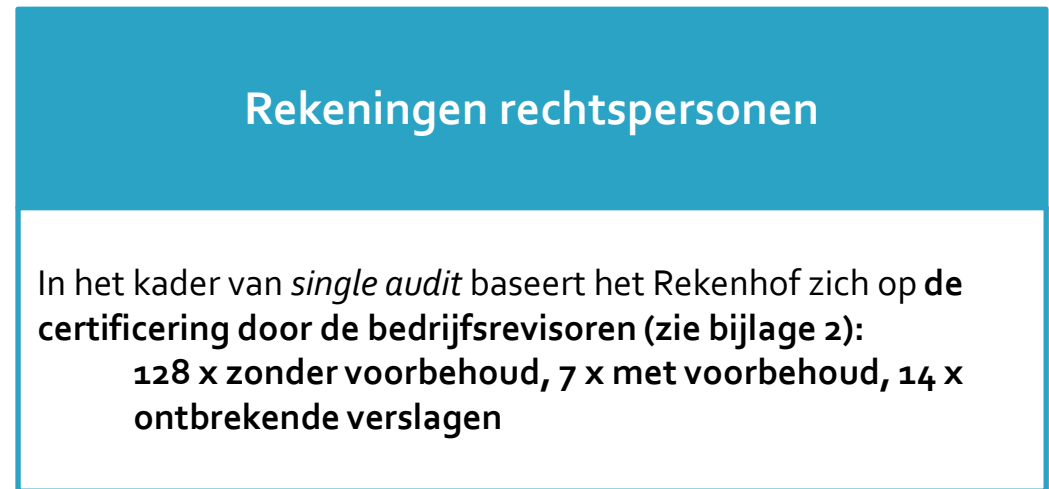 Rekeningen rechtspersonen
In het kader van single audit baseert het Rekenhof zich op de
certificering door de bedrijfsrevisoren (zie bijlage 2):
128 x zonder voorbehoud, 7 x met voorbehoud, 14 x
ontbrekende verslagen